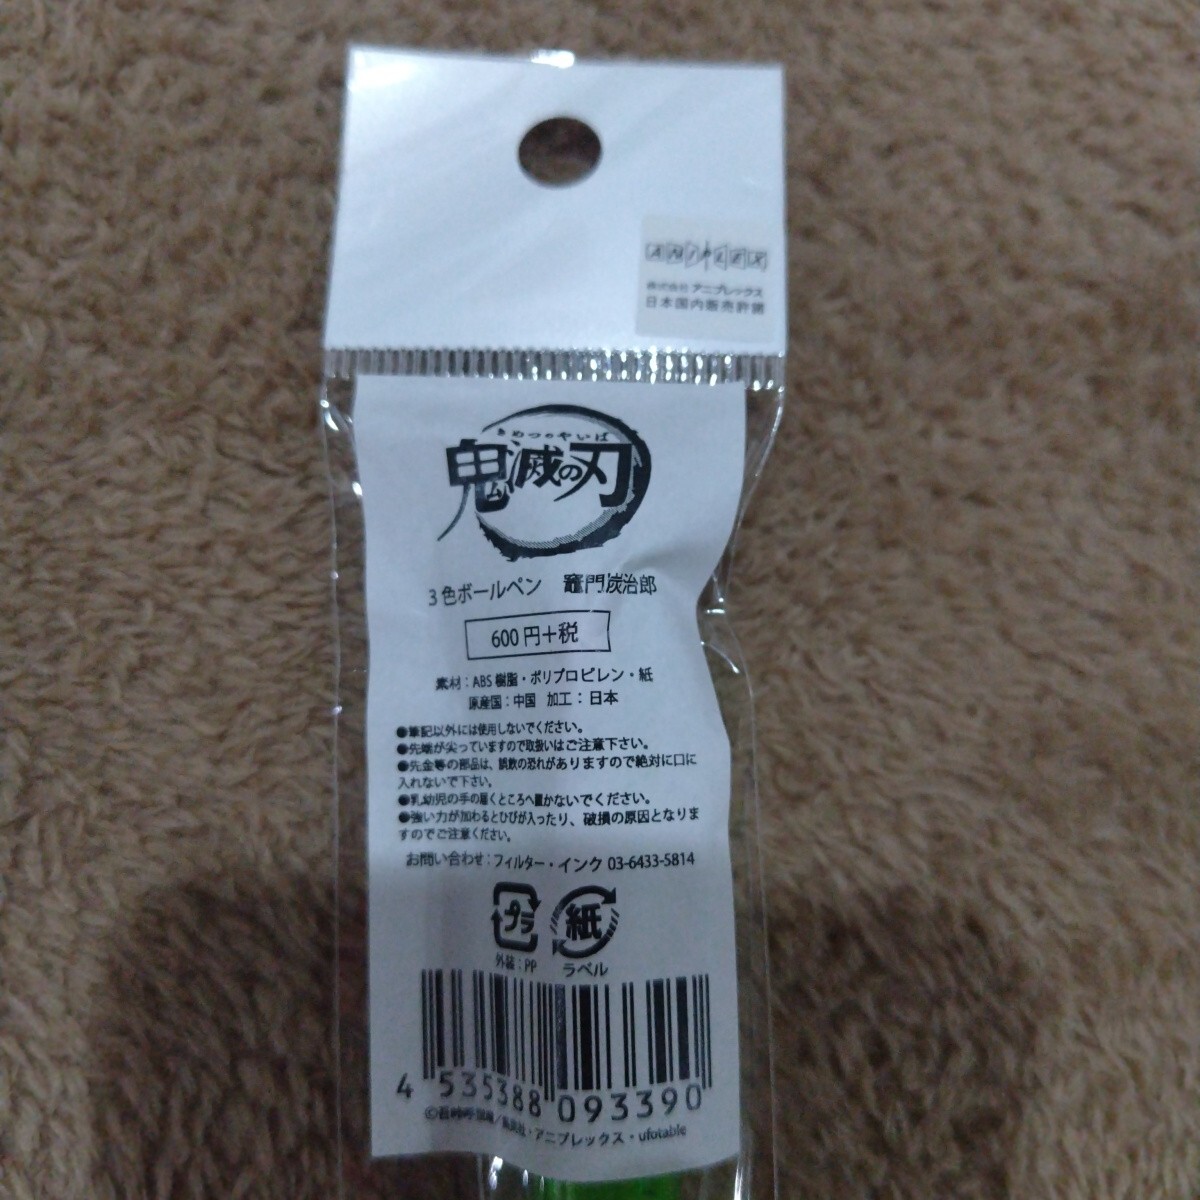 ANIPLEX
株式会社 アニプレックス
日本国内販売許諾
きめつのやいば
鬼滅の刃
3色ボールペン 竈門炭治郎
600円+税
素材：ABS樹脂・ポリプロピレン・紙
原産国：中国 加工：日本
●筆記以外には使用しないでください。
●先端が尖っていますので取扱いはご注意下さい。
●先金等の部品は、誤飲の恐れがありますので絶対に口に
入れないで下さい。
●乳幼児の手の届くところへ置かないでください。
●強い力が加わるとひびが入ったり、破損の原因となりま
すのでご注意ください。
お問い合わせ：フィルター・インク 03-6433-5814
プラ 紙
外装：PP ラベル
4 535388 093390
©吾峠呼世晴／集英社・アニプレックス・ufotable